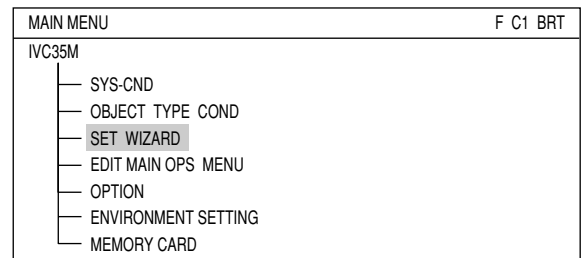 MAIN MENU F C1 BRT
IVC35M
SYS-CND
OBJECT TYPE COND
SET WIZARD
EDIT MAIN OPS MENU
OPTION
ENVIRONMENT SETTING
MEMORY CARD